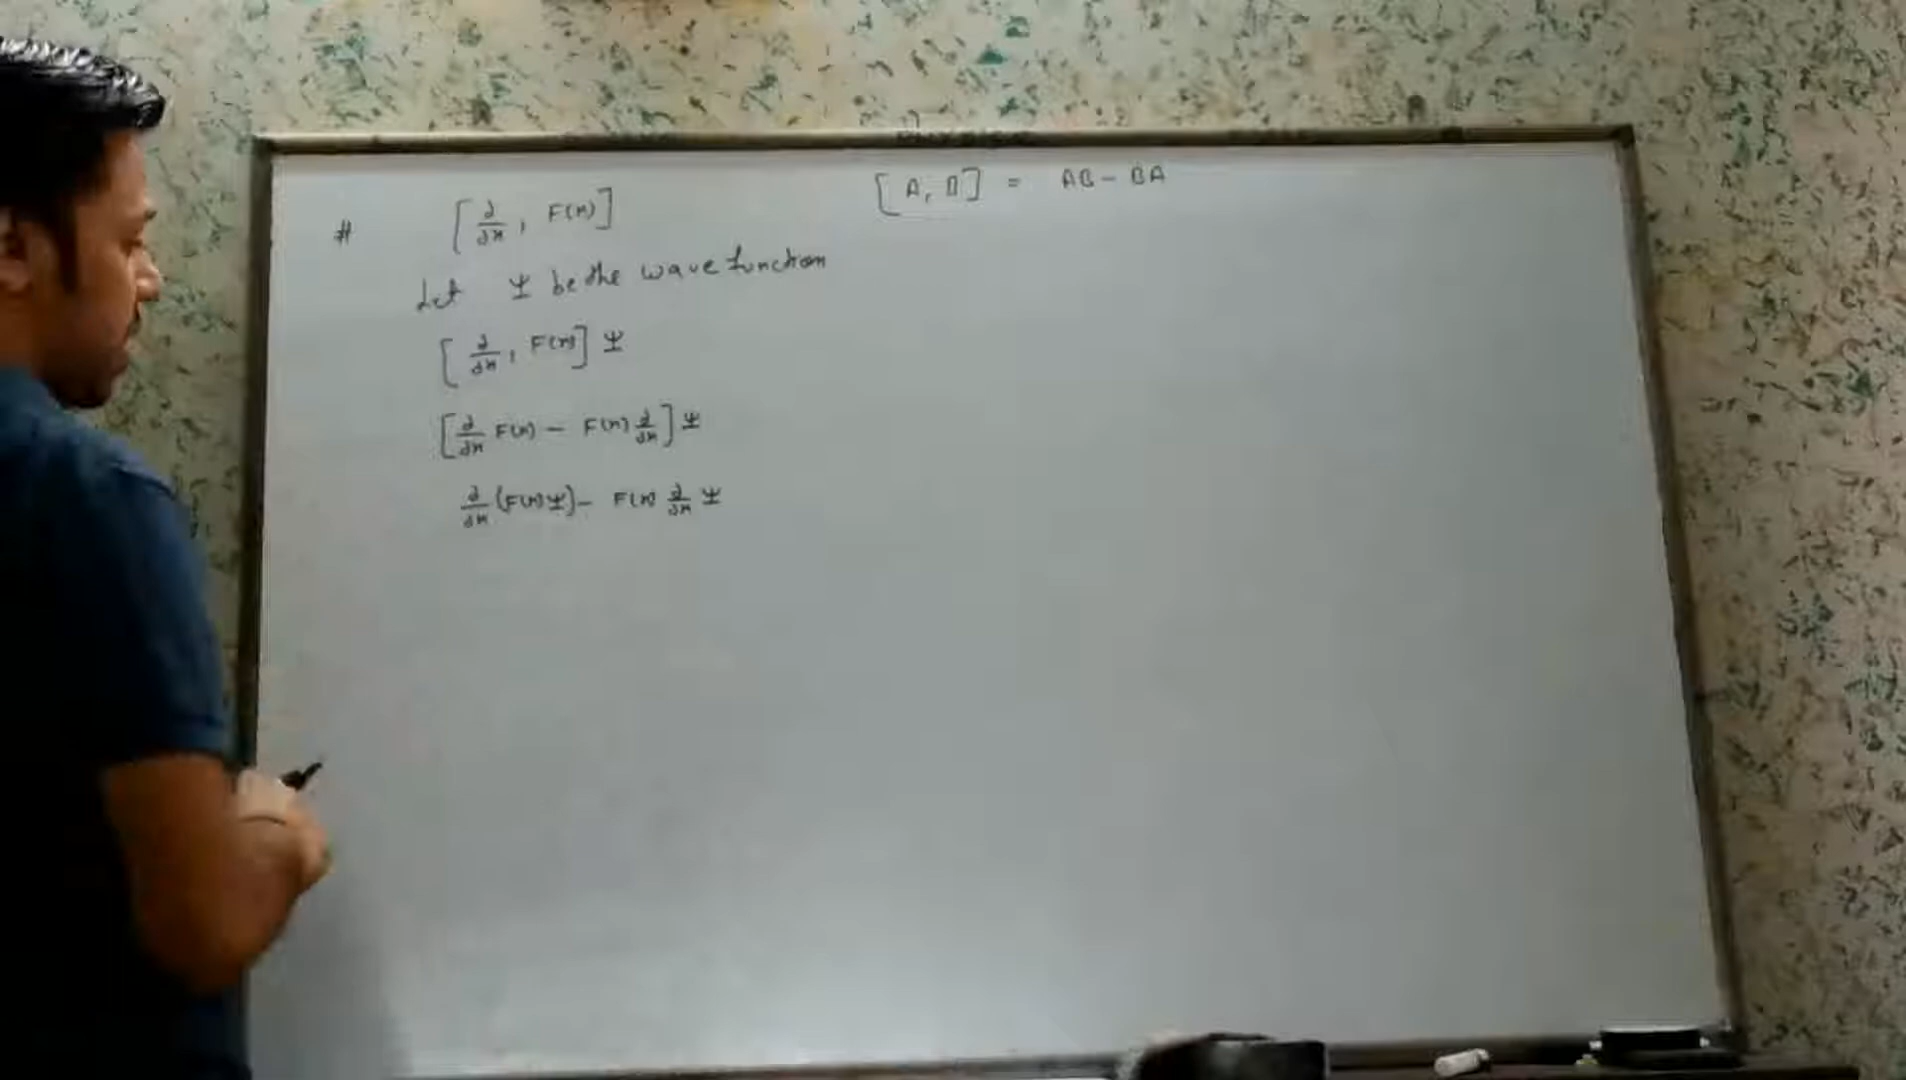 # [∂/∂x, F(x)]
[A, B] = AB - BA
Let Ψ be the wave function
[∂/∂x, F(x)] Ψ
[∂/∂x F(x) - F(x) ∂/∂x] Ψ
∂/∂x (F(x)Ψ) - F(x) ∂/∂x Ψ